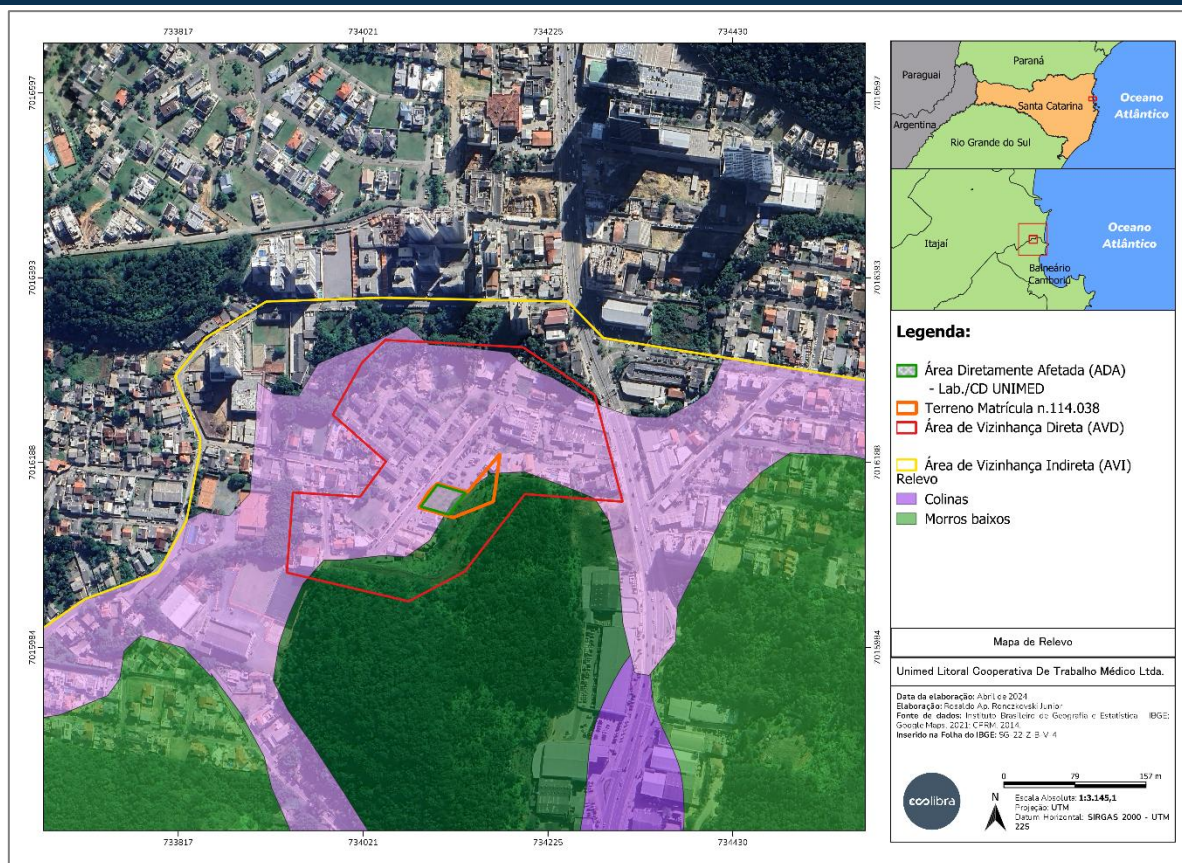 733817
734021
734225
734430
7016597
7016597
7016393
7016393
7016188
7016188
7015984
7015984
733817
734021
734225
734430
Paraguai
Paraná
Argentina
Santa Catarina
Oceano
Atlântico
Rio Grande do Sul
Itajaí
Oceano
Atlântico
Balneário
Camboriú
Legenda:
Área Diretamente Afetada (ADA)
- Lab./CD UNIMED
Terreno Matrícula n.114.038
Área de Vizinhança Direta (AVD)
Área de Vizinhança Indireta (AVI)
Relevo
Colinas
Morros baixos
Mapa de Relevo
Unimed Litoral Cooperativa De Trabalho Médico Ltda.
Data da elaboração: Abril de 2024
Elaboração: Rosaldo Ap. Ronczkovski Junior
Fonte de dados: Instituto Brasileiro de Geografia e Estatística IBGE;
Google Maps, 2021; CPRM, 2014.
Inserido na Folha do IBGE: SG-22-Z-B-V-4
ecolibra
N
0 79 157 m
Escala Absoluta: 1:3.145,1
Projeção: UTM
Datum Horizontal: SIRGAS 2000 - UTM
22S